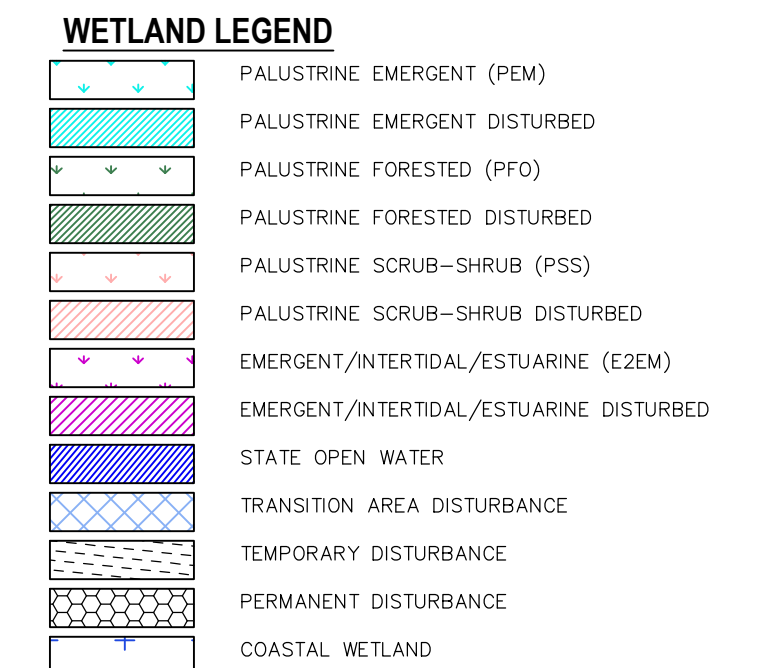 WETLAND LEGEND
PALUSTRINE EMERGENT (PEM)
PALUSTRINE EMERGENT DISTURBED
PALUSTRINE FORESTED (PFO)
PALUSTRINE FORESTED DISTURBED
PALUSTRINE SCRUB-SHRUB (PSS)
PALUSTRINE SCRUB-SHRUB DISTURBED
EMERGENT/INTERTIDAL/ESTUARINE (E2EM)
EMERGENT/INTERTIDAL/ESTUARINE DISTURBED
STATE OPEN WATER
TRANSITION AREA DISTURBANCE
TEMPORARY DISTURBANCE
PERMANENT DISTURBANCE
COASTAL WETLAND